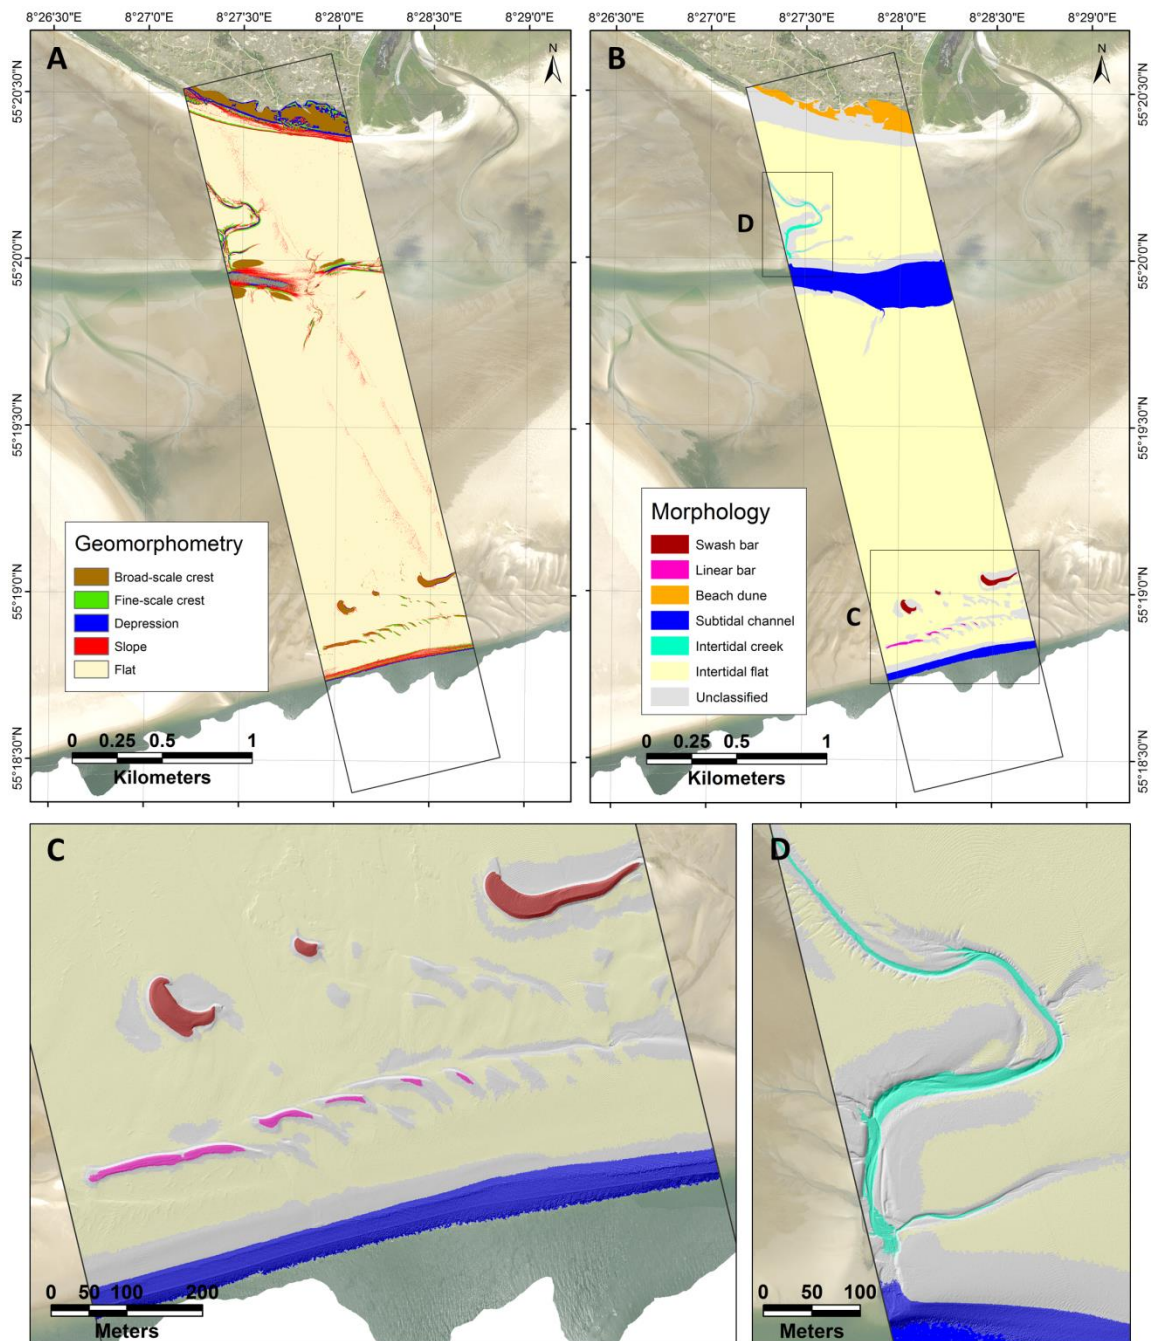 8°26'30"E 8°27'0"E 8°27'30"E 8°28'0"E 8°28'30"E 8°29'0"E
8°26'30"E 8°27'0"E 8°27'30"E 8°28'0"E 8°28'30"E 8°29'0"E
A
N
B
N
55°20'30"N
55°20'0"N
55°19'30"N
55°19'0"N
55°18'30"N
Geomorphometry
Broad-scale crest
Fine-scale crest
Depression
Slope
Flat
0 0.25 0.5 1
Kilometers
D
C
Morphology
Swash bar
Linear bar
Beach dune
Subtidal channel
Intertidal creek
Intertidal flat
Unclassified
0 0.25 0.5 1
Kilometers
55°20'30"N
55°20'0"N
55°19'30"N
55°19'0"N
55°18'30"N
C
0 50 100 200
Meters
D
0 50 100
Meters